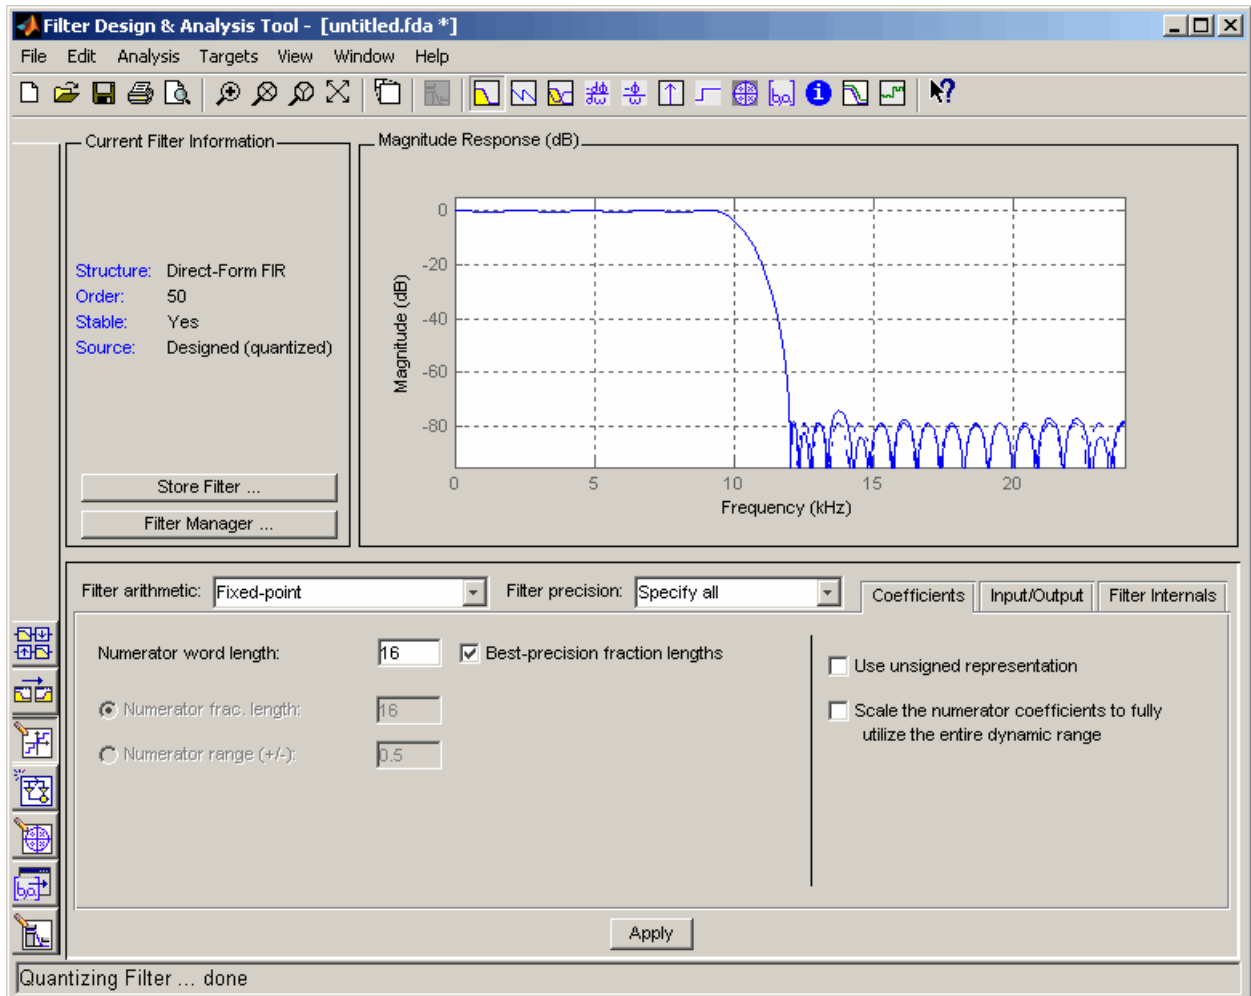 Filter Design & Analysis Tool - [untitled.fda *]
File Edit Analysis Targets View Window Help
Current Filter Information
Structure: Direct-Form FIR
Order: 50
Stable: Yes
Source: Designed (quantized)
Store Filter ...
Filter Manager ...
Magnitude Response (dB)
Magnitude (dB)
0
-20
-40
-60
-80
0 5 10 15 20
Frequency (kHz)
Filter arithmetic: Fixed-point Filter precision: Specify all Coefficients Input/Output Filter Internals
Numerator word length: 16 Best-precision fraction lengths
Numerator frac. length: 16
Numerator range (+/-): 0.5
Use unsigned representation
Scale the numerator coefficients to fully
utilize the entire dynamic range
Apply
Quantizing Filter ... done